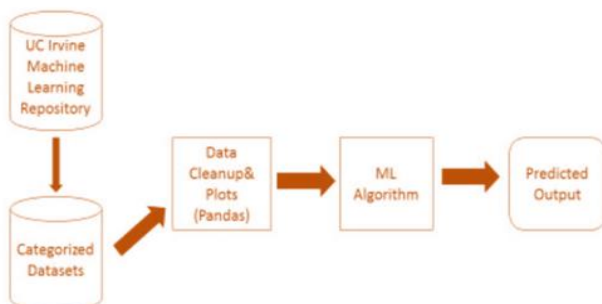 UC Irvine
Machine
Learning
Repository
Categorized
Datasets
Data
Cleanup&
Plots
(Pandas)
ML
Algorithm
Predicted
Output